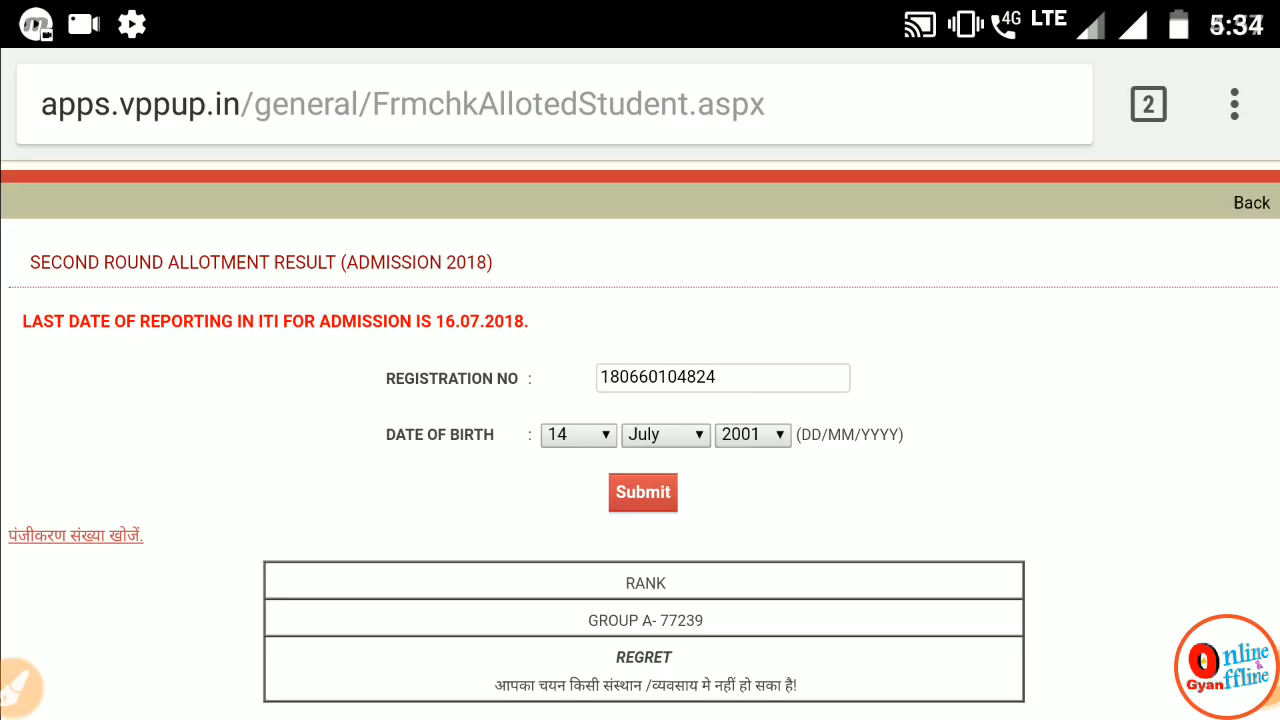 4G LTE 5:34
apps.vppup.in/general/FrmchkAllotedStudent.aspx 2
Back
SECOND ROUND ALLOTMENT RESULT (ADMISSION 2018)
LAST DATE OF REPORTING IN ITI FOR ADMISSION IS 16.07.2018.
REGISTRATION NO : 180660104824
DATE OF BIRTH : 14 July 2001 (DD/MM/YYYY)
Submit
पंजीकरण संख्या खोजें.
RANK
GROUP A- 77239
REGRET
आपका चयन किसी संस्थान /व्यवसाय मे नहीं हो सका है!
Online & Offline Gyan